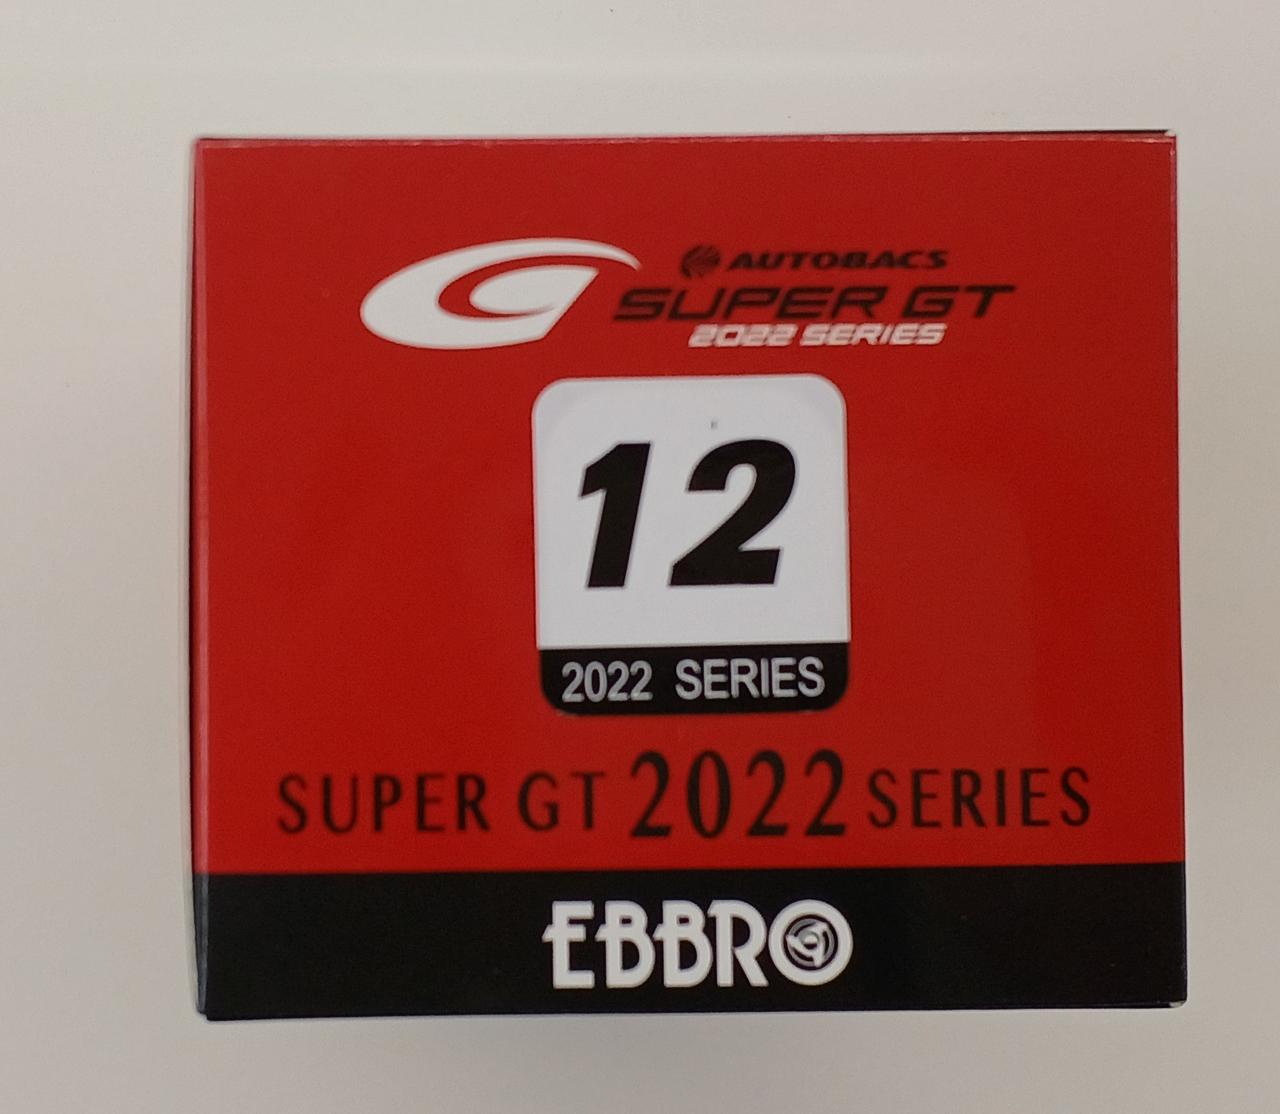 AUTOBACS
SUPER GT
2022 SERIES
12
2022 SERIES
SUPER GT 2022 SERIES
EBBRO